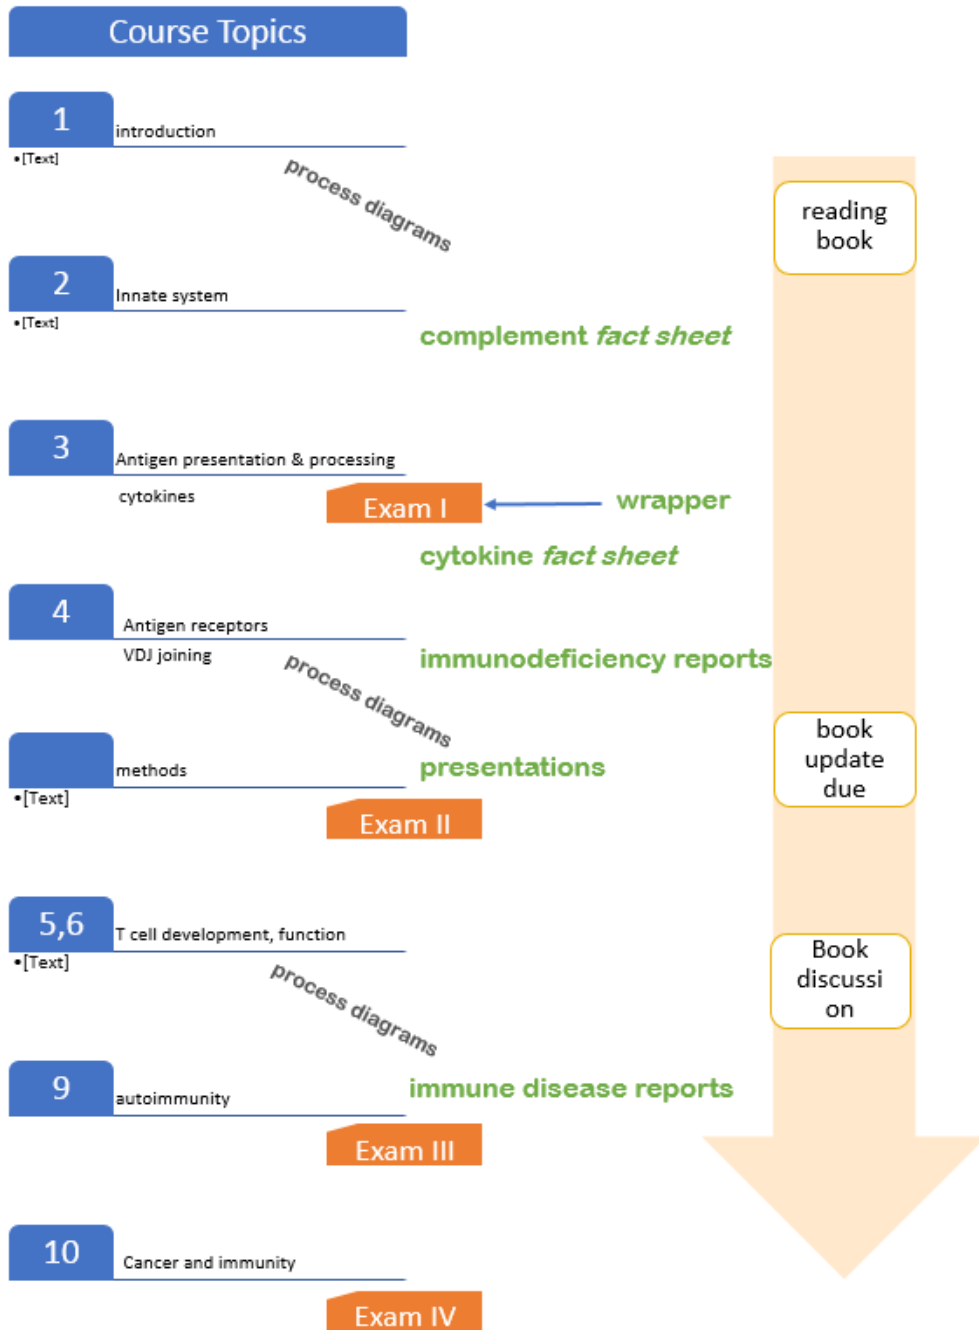 Course Topics
1
introduction
•[Text]
process diagrams
reading
book
2
Innate system
•[Text]
complement fact sheet
3
Antigen presentation & processing
cytokines
Exam I
wrapper
cytokine fact sheet
4
Antigen receptors
VDJ joining
immunodeficiency reports
process diagrams
book
update
due
methods
presentations
•[Text]
Exam II
5,6
T cell development, function
•[Text]
Book
discussi
on
process diagrams
9
autoimmunity
immune disease reports
Exam III
10
Cancer and immunity
Exam IV